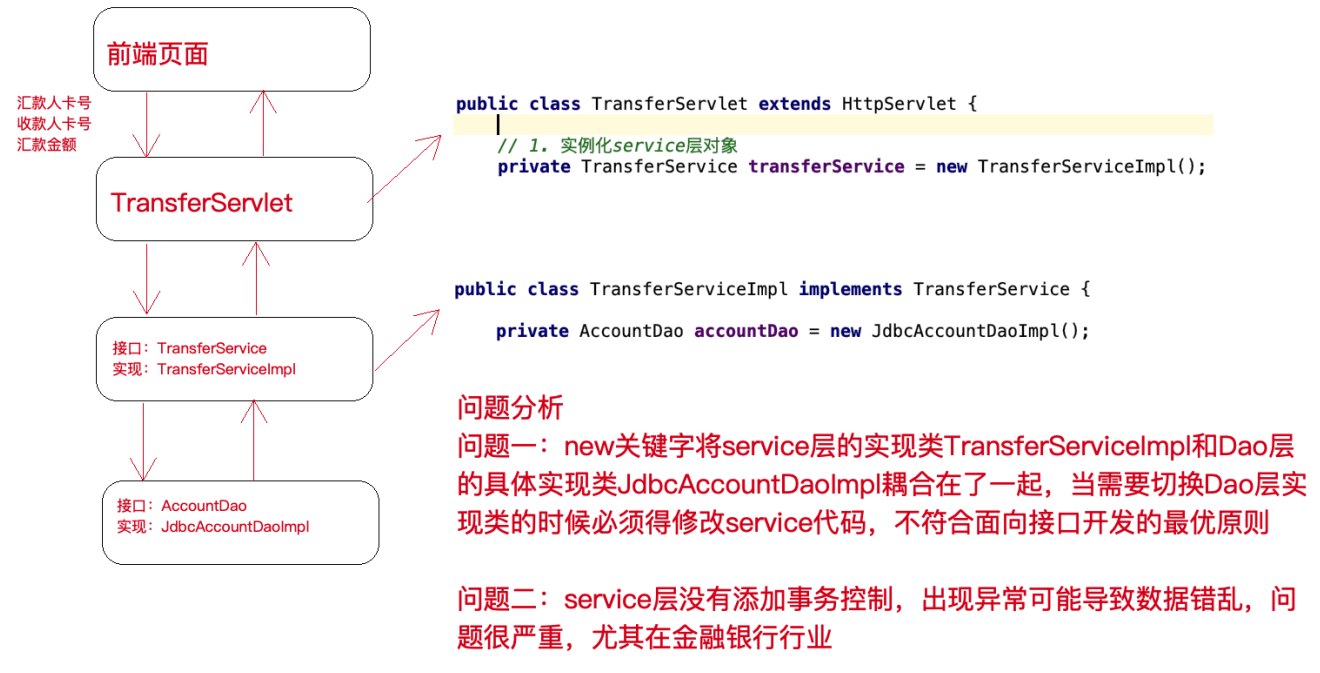 前端页面
汇款人卡号
收款人卡号
汇款金额
TransferServlet
接口：TransferService
实现：TransferServiceImpl
接口：AccountDao
实现：JdbcAccountDaoImpl
public class TransferServlet extends HttpServlet {
// 1. 实例化service层对象
private TransferService transferService = new TransferServiceImpl();
public class TransferServiceImpl implements TransferService {
private AccountDao accountDao = new JdbcAccountDaoImpl();
问题分析
问题一：new关键字将service层的实现类TransferServiceImpl和Dao层
的具体实现类JdbcAccountDaoImpl耦合在了一起，当需要切换Dao层实
现类的时候必须得修改service代码，不符合面向接口开发的最优原则
问题二：service层没有添加事务控制，出现异常可能导致数据错乱，问
题很严重，尤其在金融银行行业